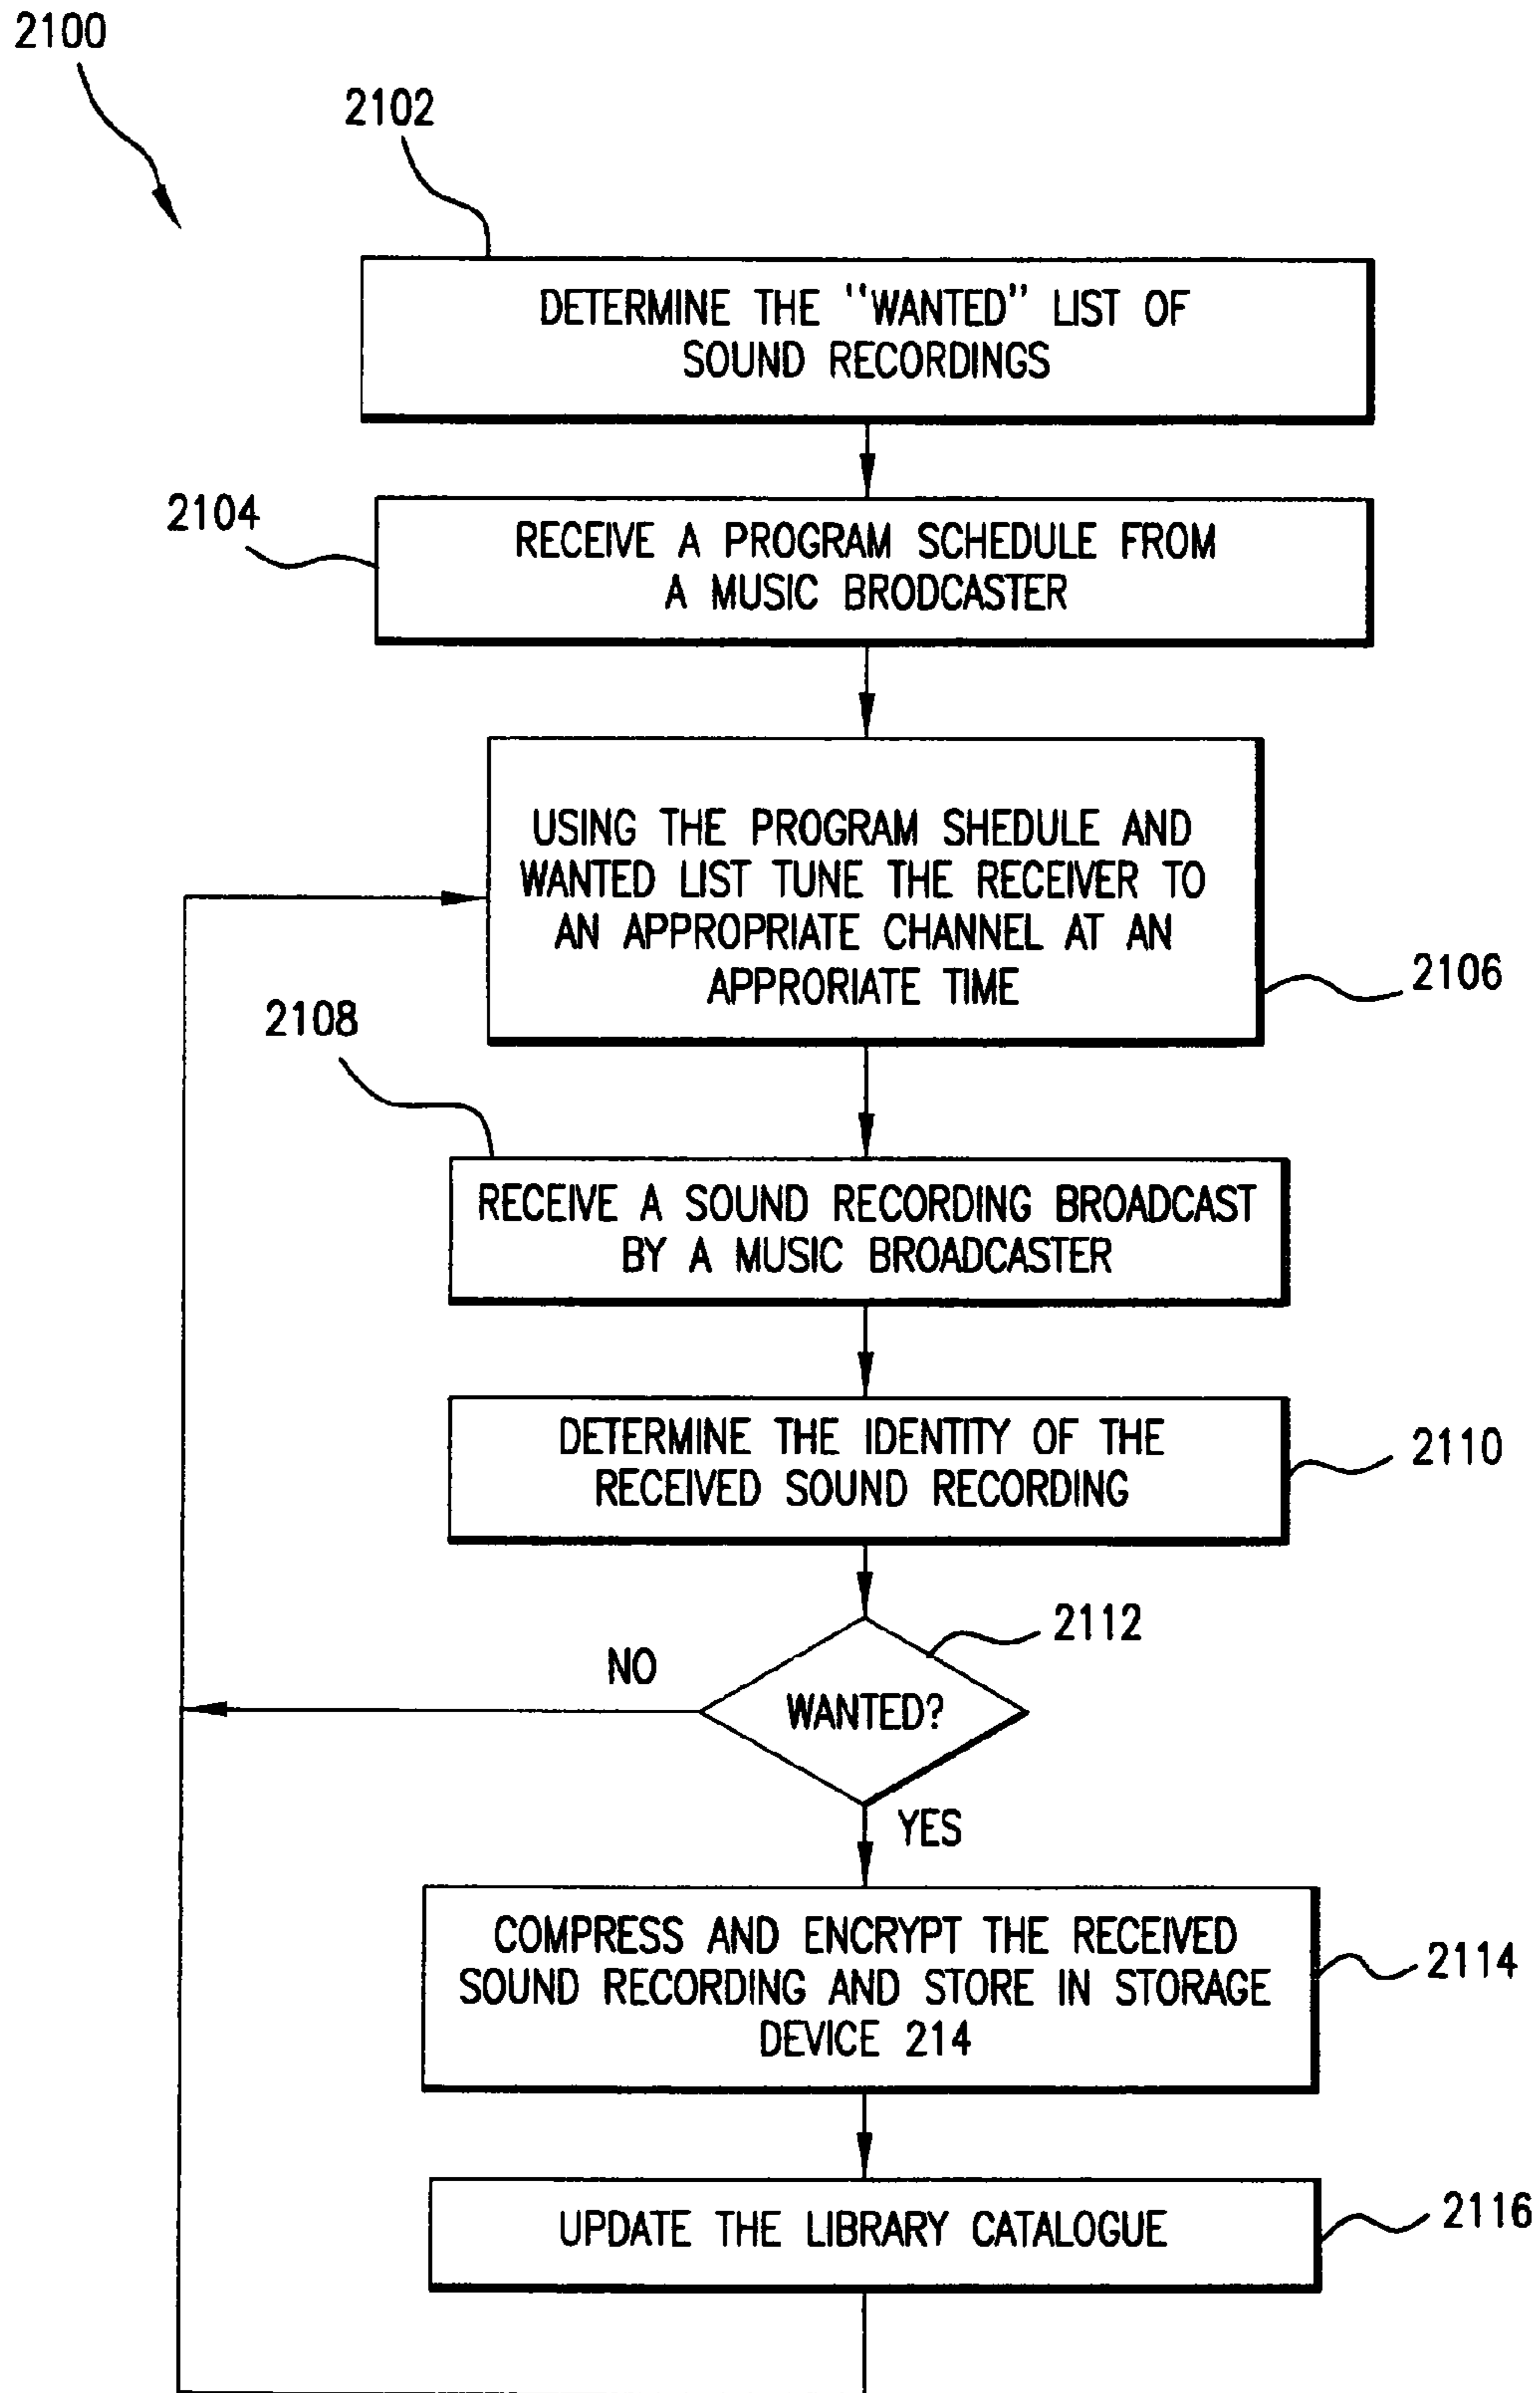 2100
2102
DETERMINE THE "WANTED" LIST OF
SOUND RECORDINGS
2104
RECEIVE A PROGRAM SCHEDULE FROM
A MUSIC BRODCASTER
USING THE PROGRAM SHEDULE AND
WANTED LIST TUNE THE RECEIVER TO
AN APPROPRIATE CHANNEL AT AN
APPRORIATE TIME
2106
2108
RECEIVE A SOUND RECORDING BROADCAST
BY A MUSIC BROADCASTER
DETERMINE THE IDENTITY OF THE
RECEIVED SOUND RECORDING
2110
2112
NO
WANTED?
YES
COMPRESS AND ENCRYPT THE RECEIVED
SOUND RECORDING AND STORE IN STORAGE
DEVICE 214
2114
UPDATE THE LIBRARY CATALOGUE
2116